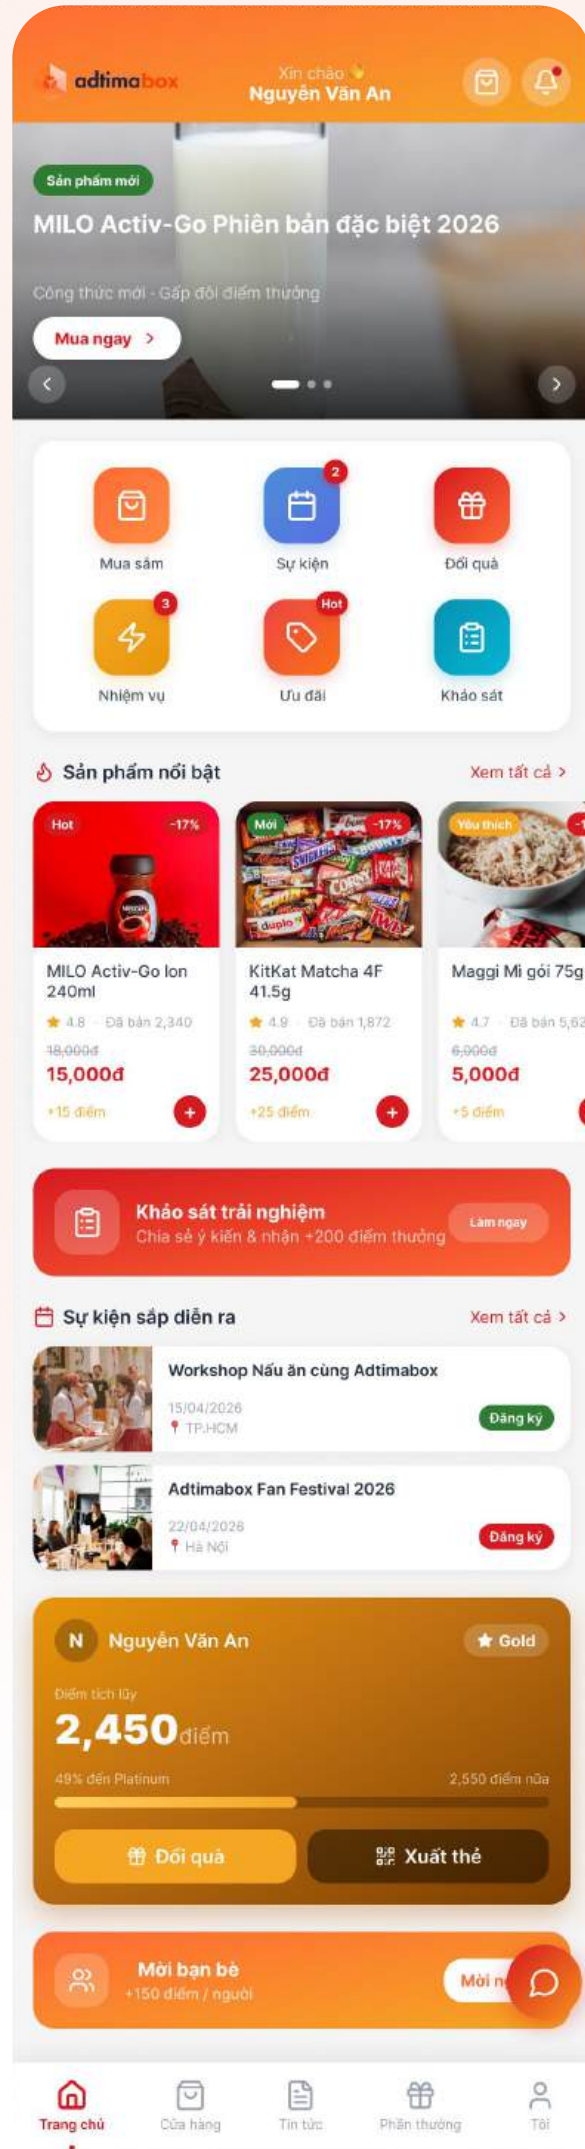 adtimabox
Xin chào 👋
Nguyễn Văn An
Sản phẩm mới
MILO Activ-Go Phiên bản đặc biệt 2026
Công thức mới - Gấp đôi điểm thưởng
Mua ngay >
Mua sắm
2
Sự kiện
Đổi quà
3
Nhiệm vụ
Hot
Ưu đãi
Khảo sát
Sản phẩm nổi bật
Xem tất cả >
Hot
-17%
NESCAFÉ
MILO Activ-Go lon
240ml
4.8 · Đã bán 2,340
18,000đ
15,000đ
+15 điểm
+
Mới
-17%
SNICKERS
BOUNTY
CORNY
duplo
TWIX
KitKat Matcha 4F
41.5g
4.9 · Đã bán 1,872
30,000đ
25,000đ
+25 điểm
+
Yêu thích
Maggi Mì gói 75g
4.7 · Đã bán 5,62
6,000đ
5,000đ
+5 điểm
Khảo sát trải nghiệm
Chia sẻ ý kiến & nhận +200 điểm thưởng
Làm ngay
Sự kiện sắp diễn ra
Xem tất cả >
Workshop Nấu ăn cùng Adtimabox
15/04/2026
TP.HCM
Đăng ký
Adtimabox Fan Festival 2026
22/04/2026
Hà Nội
Đăng ký
N
Nguyễn Văn An
★ Gold
Điểm tích lũy
2,450 điểm
49% đến Platinum
2,550 điểm nữa
Đổi quà
Xuất thẻ
Mời bạn bè
+150 điểm / người
Mời n
Trang chủ
Cửa hàng
Tin tức
Phần thưởng
Tôi